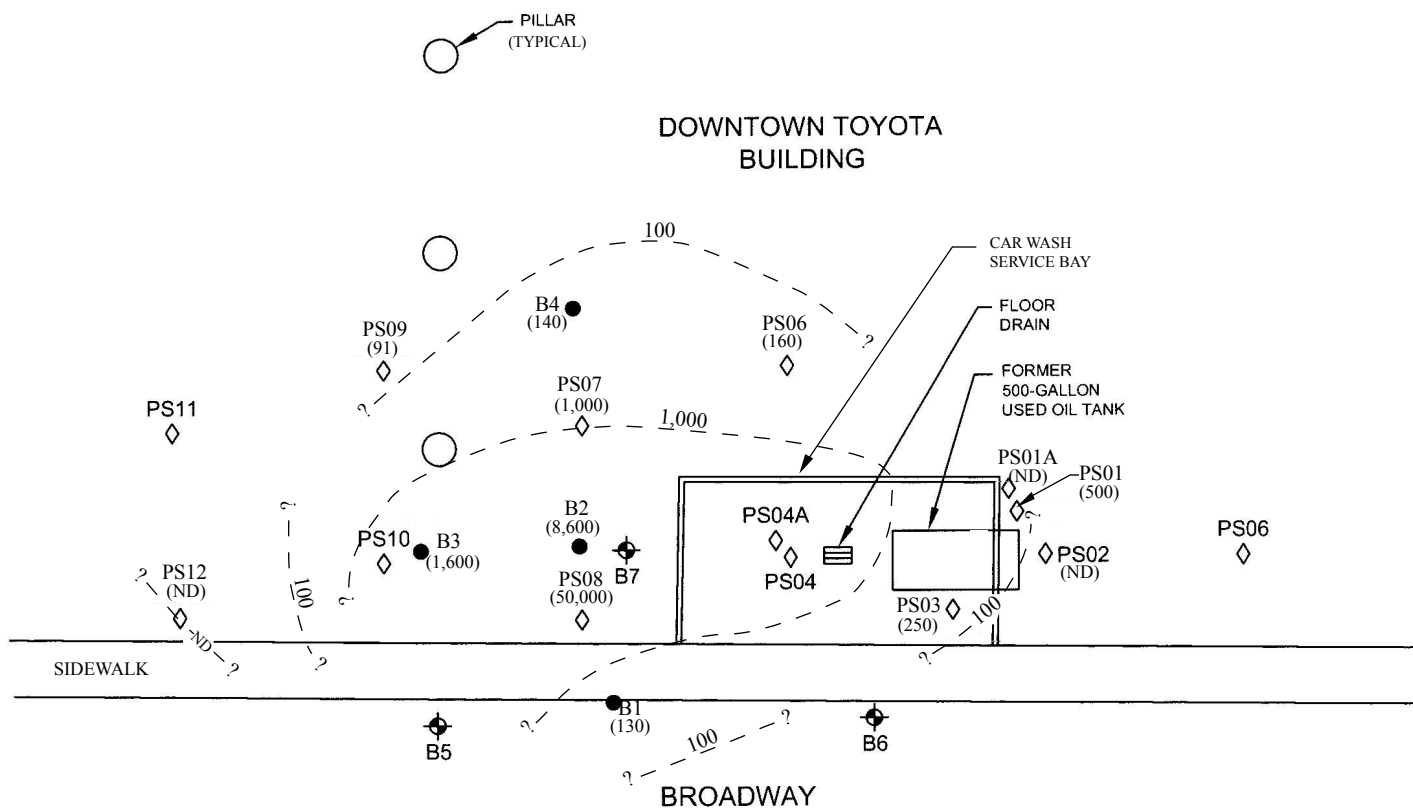 PILLAR
(TYPICAL)
DOWNTOWN TOYOTA
BUILDING
100
CAR WASH
SERVICE BAY
B4
(140)
FLOOR
DRAIN
PS09
(91)
PS06
(160)
FORMER
500-GALLON
USED OIL TANK
PS07
(1,000)
?
?
PS11
1,000
PS01A
(ND)
PS01
(500)
?
?
B2
(8,600)
PS04A
PS10
B3
(1,600)
B7
PS04
PS02
(ND)
PS06
?
PS12
(ND)
100
?
PS08
(50,000)
PS03
(250)
100
ND
?
?
?
SIDEWALK
?
B1
(130)
?
B5
100
B6
?
BROADWAY